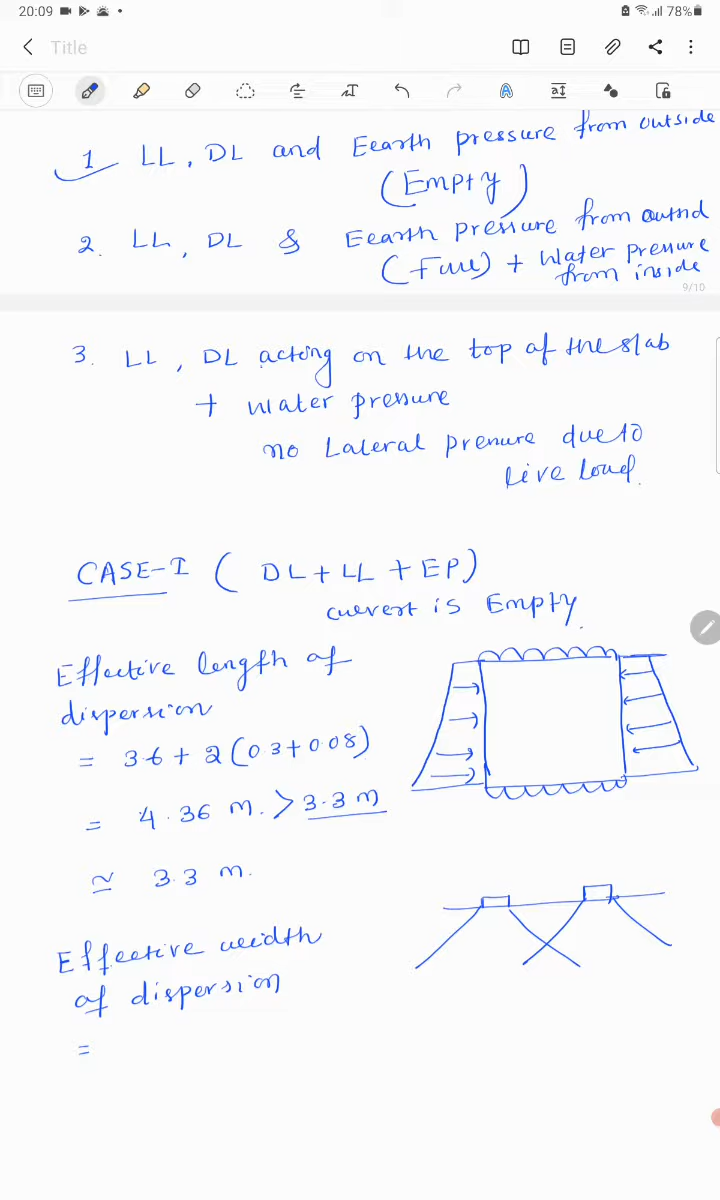 20:09
78%
Title
1 LL, DL and Eearth pressure from outside
(Empty)
2. LL, DL & Eearth pressure from
(Full) + Water pressure
from inside
9/10
3. LL, DL acting on the top of the slab
+ water pressure
no Lateral pressure due to
live load.
CASE-I ( DL + LL + EP)
culvert is Empty.
Effective length of
dispersion
= 3.6 + 2 (0.3+0.08)
= 4.36 m. > 3.3 m
≅ 3.3 m.
Effective width
of dispersion
=